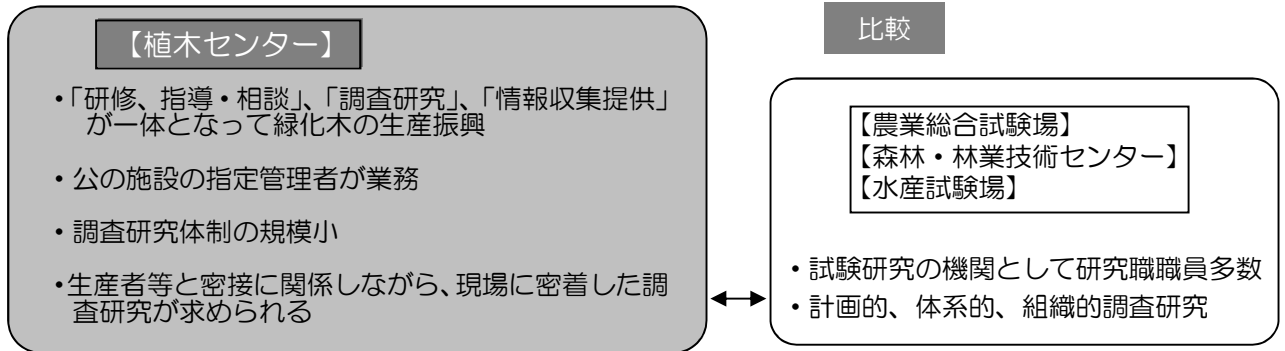 【植木センター】
・「研修、指導・相談」、「調査研究」、「情報収集提供」
が一体となって緑化木の生産振興
・公の施設の指定管理者が業務
・調査研究体制の規模小
・生産者等と密接に関係しながら、現場に密着した調
査研究が求められる
比較
【農業総合試験場】
【森林・林業技術センター】
【水産試験場】
・試験研究の機関として研究職職員多数
・計画的、体系的、組織的調査研究